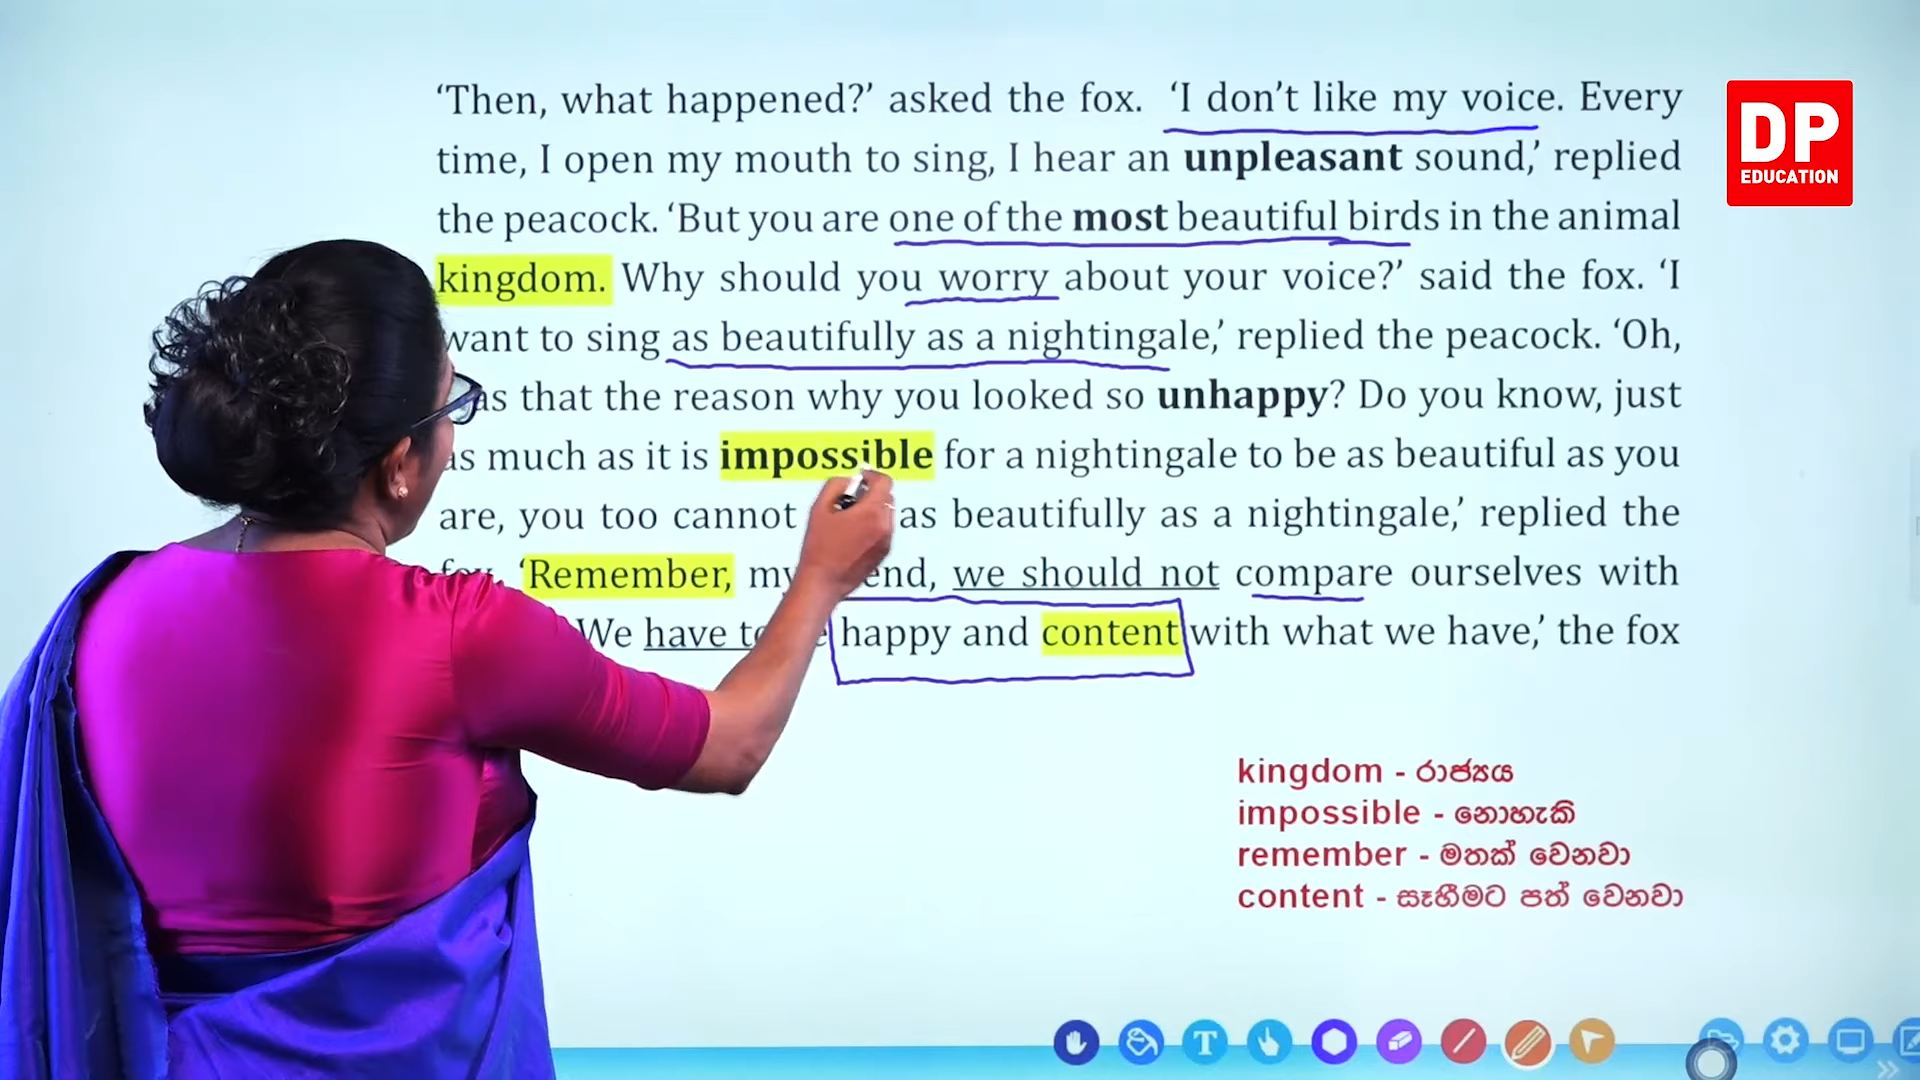 ‘Then, what happened?’ asked the fox. ‘I don’t like my voice. Every
time, I open my mouth to sing, I hear an unpleasant sound,’ replied
the peacock. ‘But you are one of the most beautiful birds in the animal
kingdom. Why should you worry about your voice?’ said the fox. ‘I
want to sing as beautifully as a nightingale,’ replied the peacock. ‘Oh,
that the reason why you looked so unhappy? Do you know, just
as much as it is impossible for a nightingale to be as beautiful as you
are, you too cannot as beautifully as a nightingale,’ replied the
‘Remember, my we should not compare ourselves with
We have to happy and content with what we have,’ the fox
kingdom - රාජ්‍යය
impossible - නොහැකි
remember - මතක් වෙනවා
content - සෑහීමට පත් වෙනවා
DP
EDUCATION